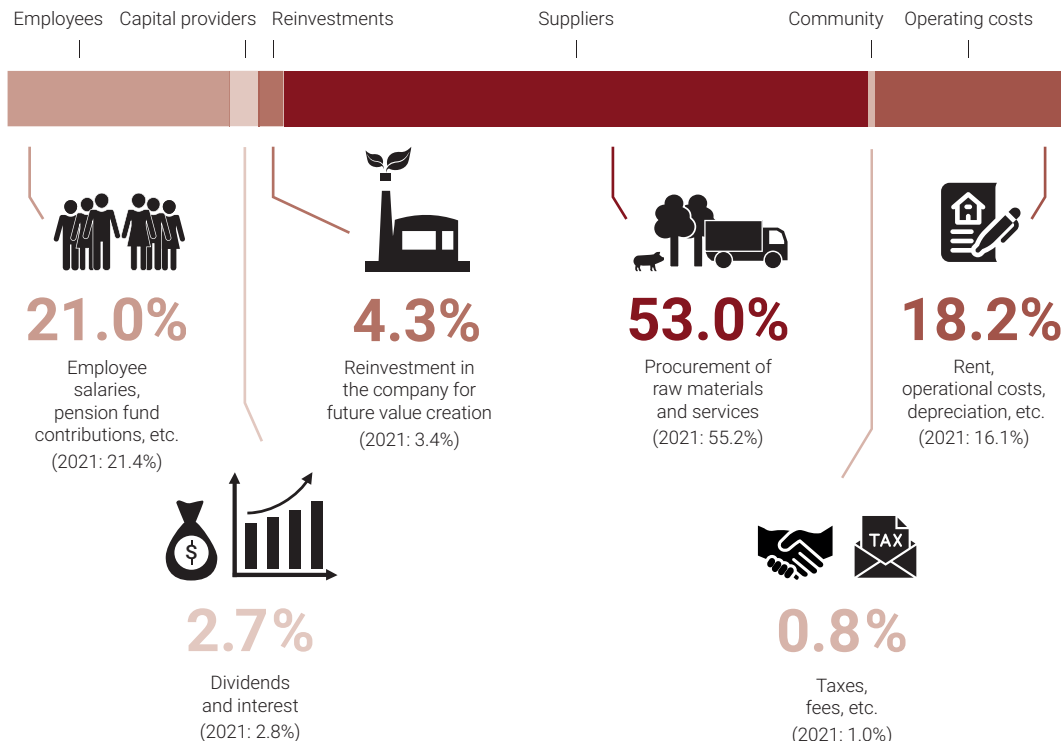 Employees
Capital providers
Reinvestments
Suppliers
Community
Operating costs
21.0%
Employee
salaries,
pension fund
contributions, etc.
(2021: 21.4%)
4.3%
Reinvestment in
the company for
future value creation
(2021: 3.4%)
53.0%
Procurement of
raw materials
and services
(2021: 55.2%)
18.2%
Rent,
operational costs,
depreciation, etc.
(2021: 16.1%)
$
2.7%
Dividends
and interest
(2021: 2.8%)
TAX
0.8%
Taxes,
fees, etc.
(2021: 1.0%)